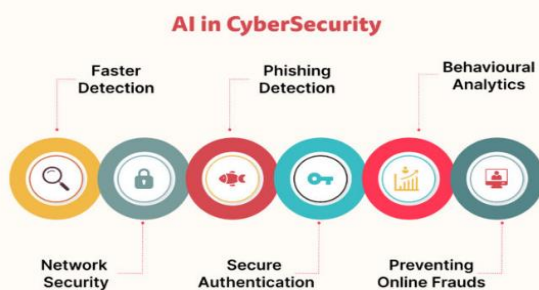 AI in CyberSecurity
Faster
Detection
Phishing
Detection
Behavioural
Analytics
Network
Security
Secure
Authentication
Preventing
Online Frauds